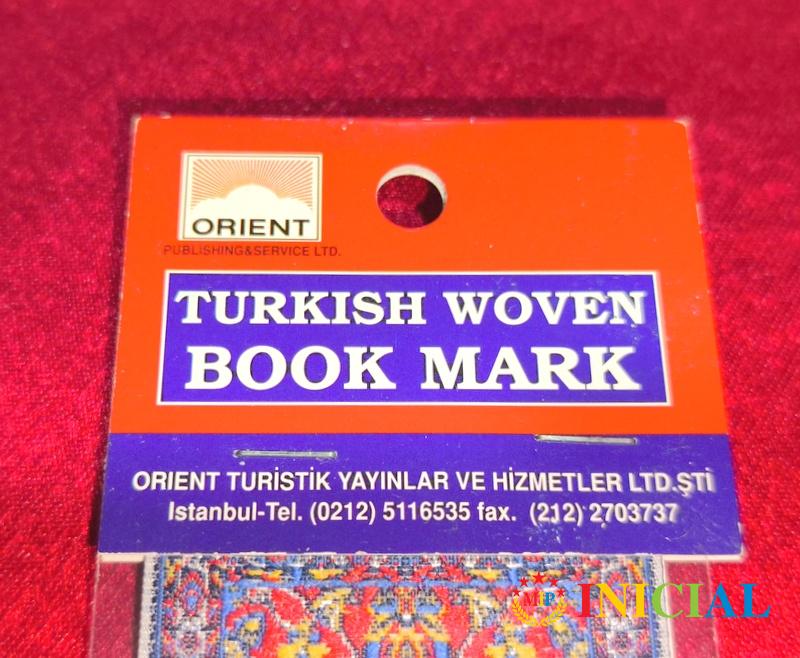 ORIENT
PUBLISHING&SERVICE LTD.
TURKISH WOVEN
BOOK MARK
ORIENT TURİSTİK YAYINLAR VE HİZMETLER LTD.ŞTİ
Istanbul-Tel. (0212) 5116535 fax. (212) 2703737
MP INICIAL